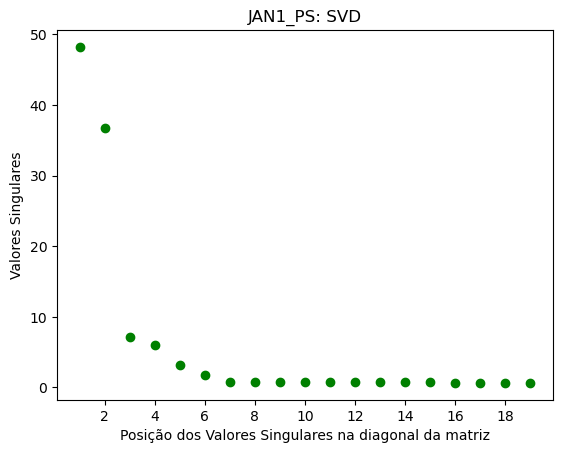 JAN1_PS: SVD
50
40
30
20
10
0
Valores Singulares
2 4 6 8 10 12 14 16 18
Posição dos Valores Singulares na diagonal da matriz